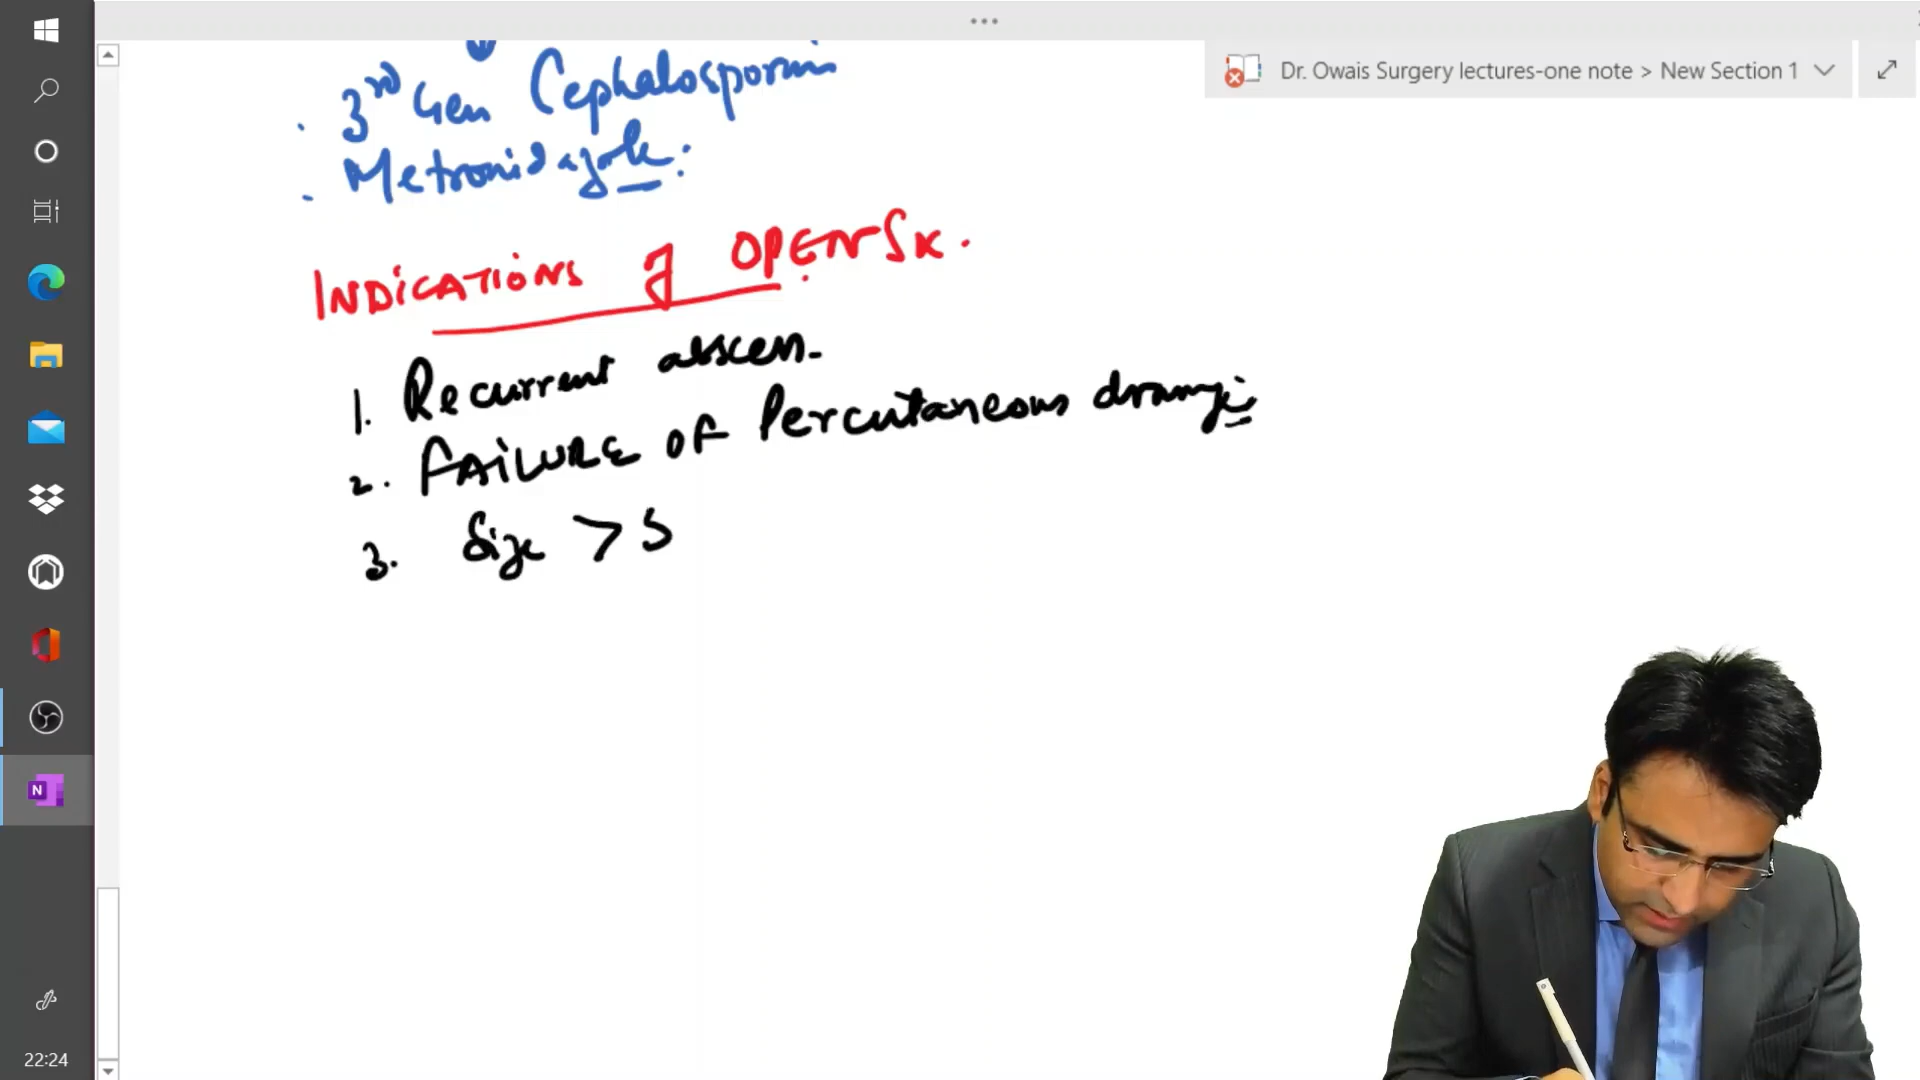 Dr. Owais Surgery lectures-one note > New Section 1
3rd Gen Cephalosporin
Metronidazole:
INDICATIONS of OPEN Sx.
1. Recurrent abscess.
2. FAILURE OF Percutaneous drainage
3. Size > 5
N
22:24